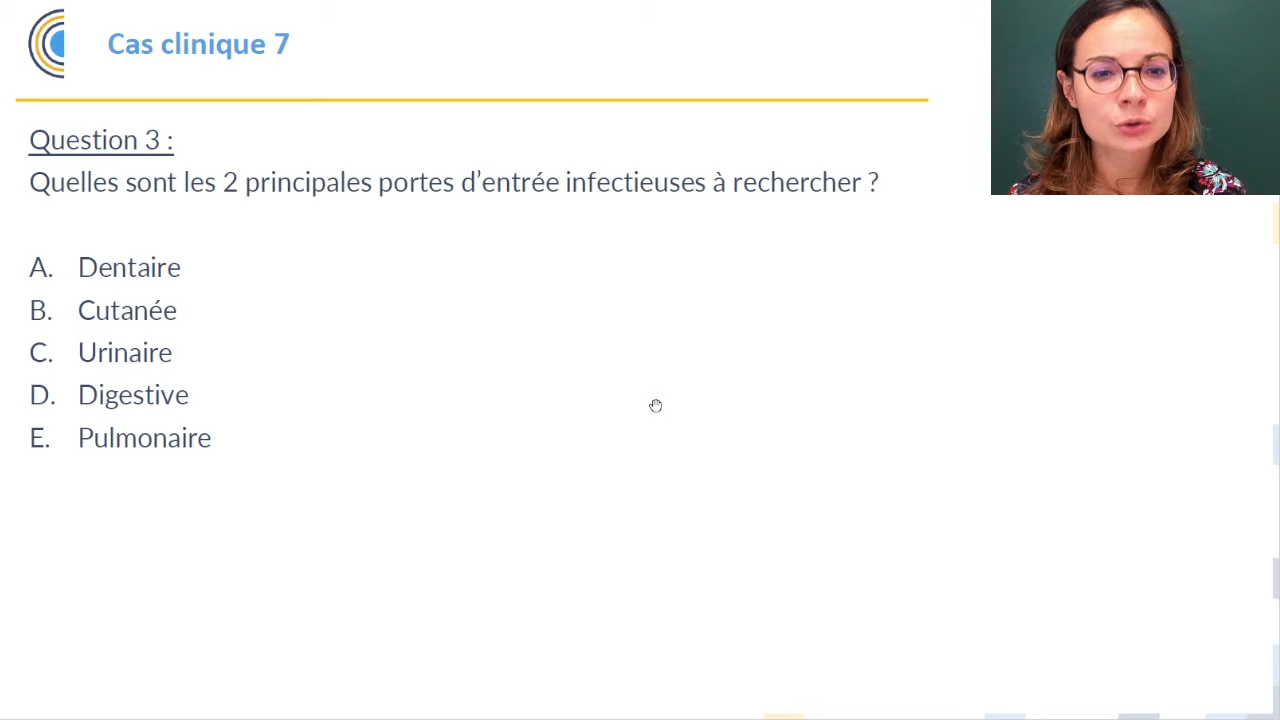 Cas clinique 7
Question 3 :
Quelles sont les 2 principales portes d’entrée infectieuses à rechercher ?
A. Dentaire
B. Cutanée
C. Urinaire
D. Digestive
E. Pulmonaire